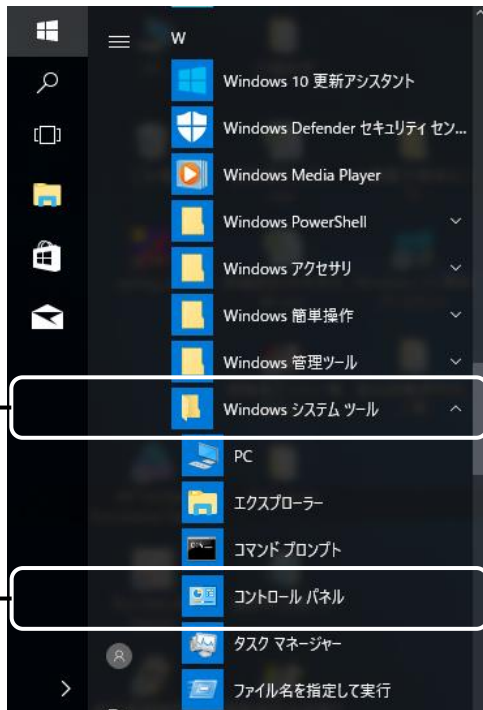 W
Windows 10 更新アシスタント
Windows Defender セキュリティ セン...
Windows Media Player
Windows PowerShell
Windows アクセサリ
Windows 簡単操作
Windows 管理ツール
Windows システム ツール
PC
エクスプローラー
コマンド プロンプト
コントロール パネル
タスク マネージャー
ファイル名を指定して実行